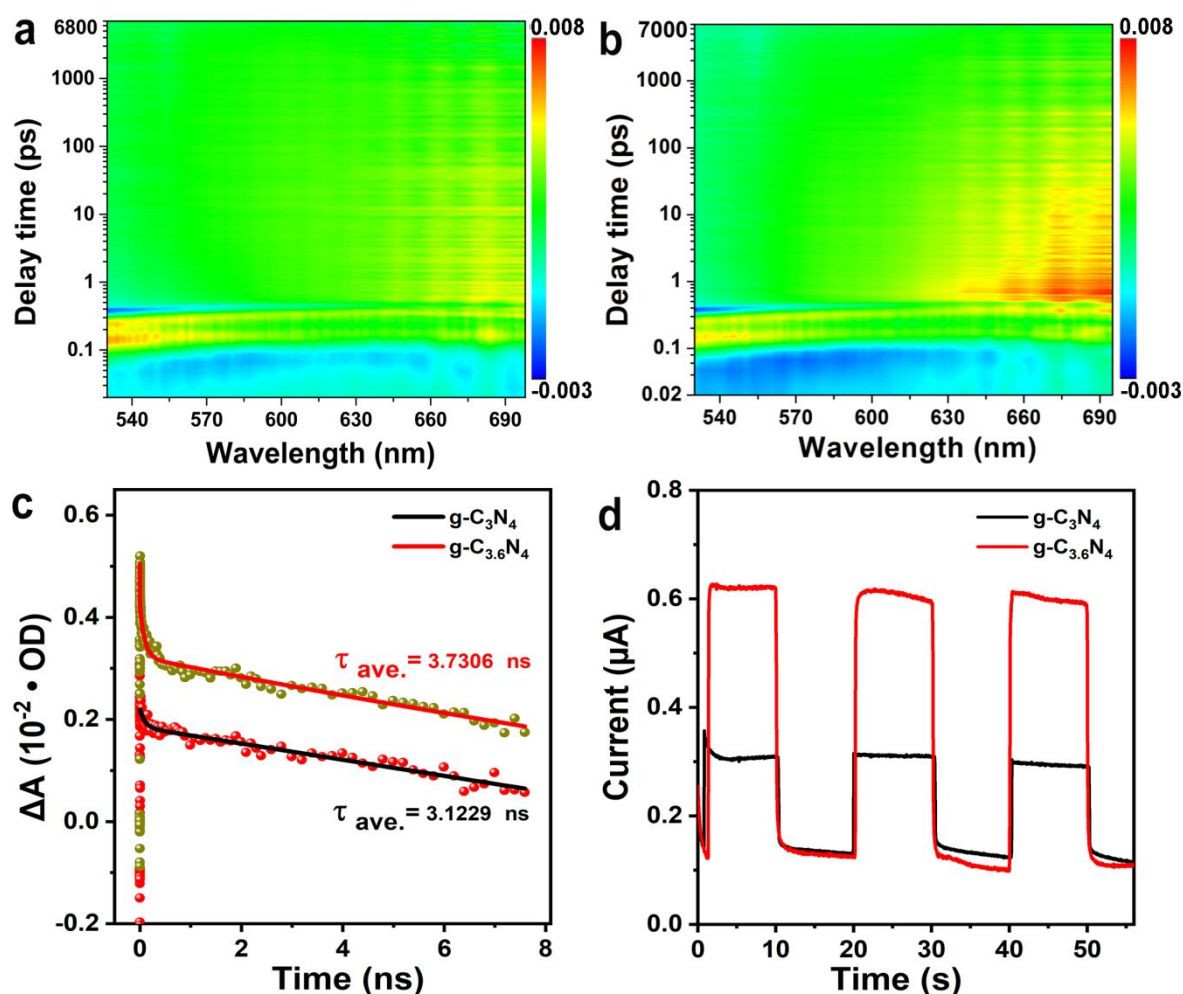 a
0.008
6800
1000
100
10
1
0.1
-0.003
540 570 600 630 660 690
Wavelength (nm)
Delay time (ps)
b
0.008
7000
1000
100
10
1
0.1
0.02
-0.003
540 570 600 630 660 690
Wavelength (nm)
Delay time (ps)
c
g-C₃N₄
g-C₃.₆N₄
τ ave. = 3.7306 ns
τ ave. = 3.1229 ns
0.6
0.4
0.2
0.0
-0.2
0 2 4 6 8
Time (ns)
ΔA (10⁻² • OD)
d
g-C₃N₄
g-C₃.₆N₄
0.8
0.6
0.4
0.2
0.0
0 10 20 30 40 50
Time (s)
Current (μA)